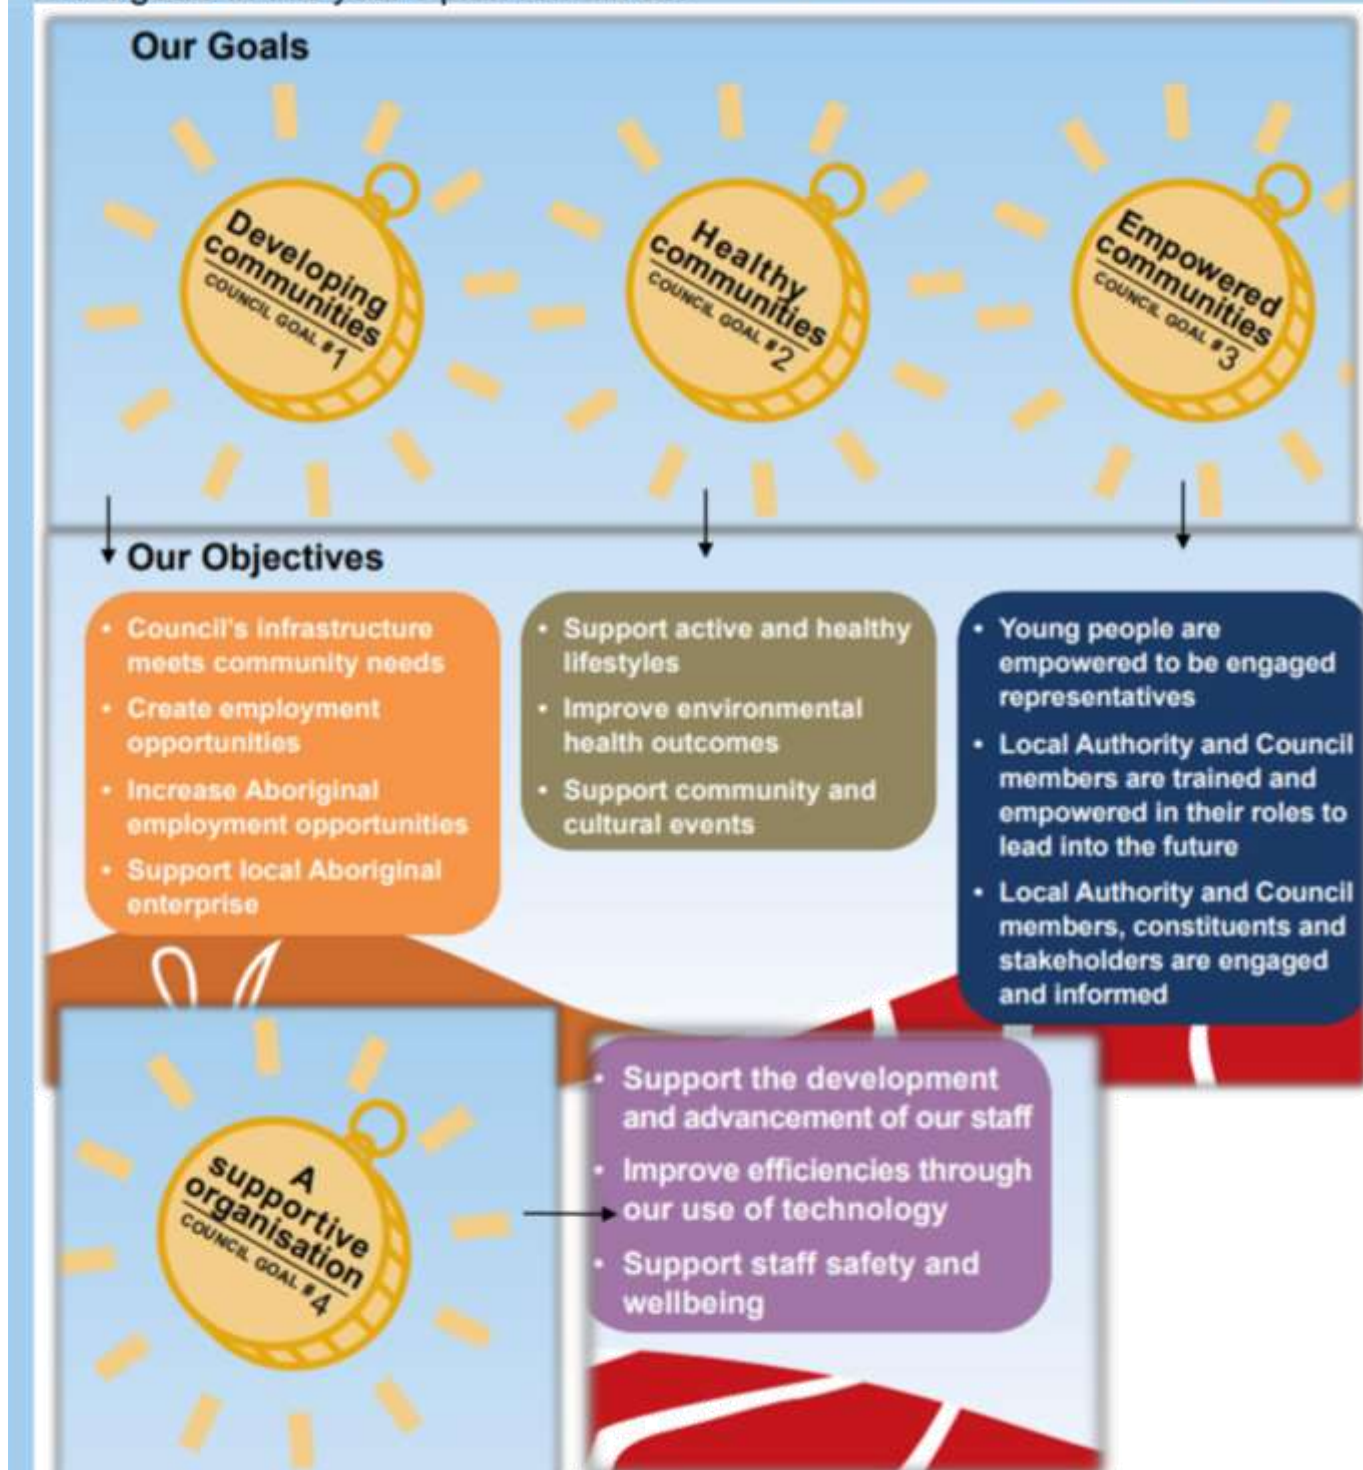 Our Goals
Developing
communities
COUNCIL GOAL #1
Healthy
communities
COUNCIL GOAL #2
Empowered
communities
COUNCIL GOAL #3
Our Objectives
• Council's infrastructure
meets community needs
• Create employment
opportunities
• Increase Aboriginal
employment opportunities
• Support local Aboriginal
enterprise
• Support active and healthy
lifestyles
• Improve environmental
health outcomes
• Support community and
cultural events
• Young people are
empowered to be engaged
representatives
• Local Authority and Council
members are trained and
empowered in their roles to
lead into the future
• Local Authority and Council
members, constituents and
stakeholders are engaged
and informed
A
supportive
organisation
COUNCIL GOAL #4
• Support the development
and advancement of our staff
• Improve efficiencies through
our use of technology
• Support staff safety and
wellbeing